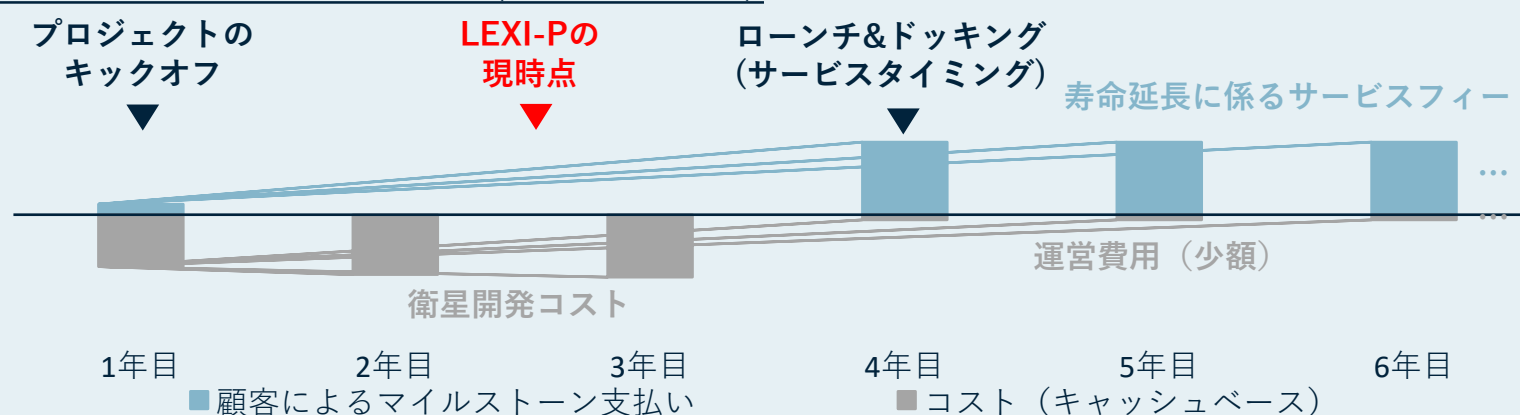 プロジェクトの
キックオフ
LEXI-Pの
現時点
ローンチ&ドッキング
(サービスタイミング)
寿命延長に係るサービスフィー
…
…
運営費用（少額）
衛星開発コスト
1年目
2年目
3年目
4年目
5年目
6年目
顧客によるマイルストーン支払い
コスト（キャッシュベース）